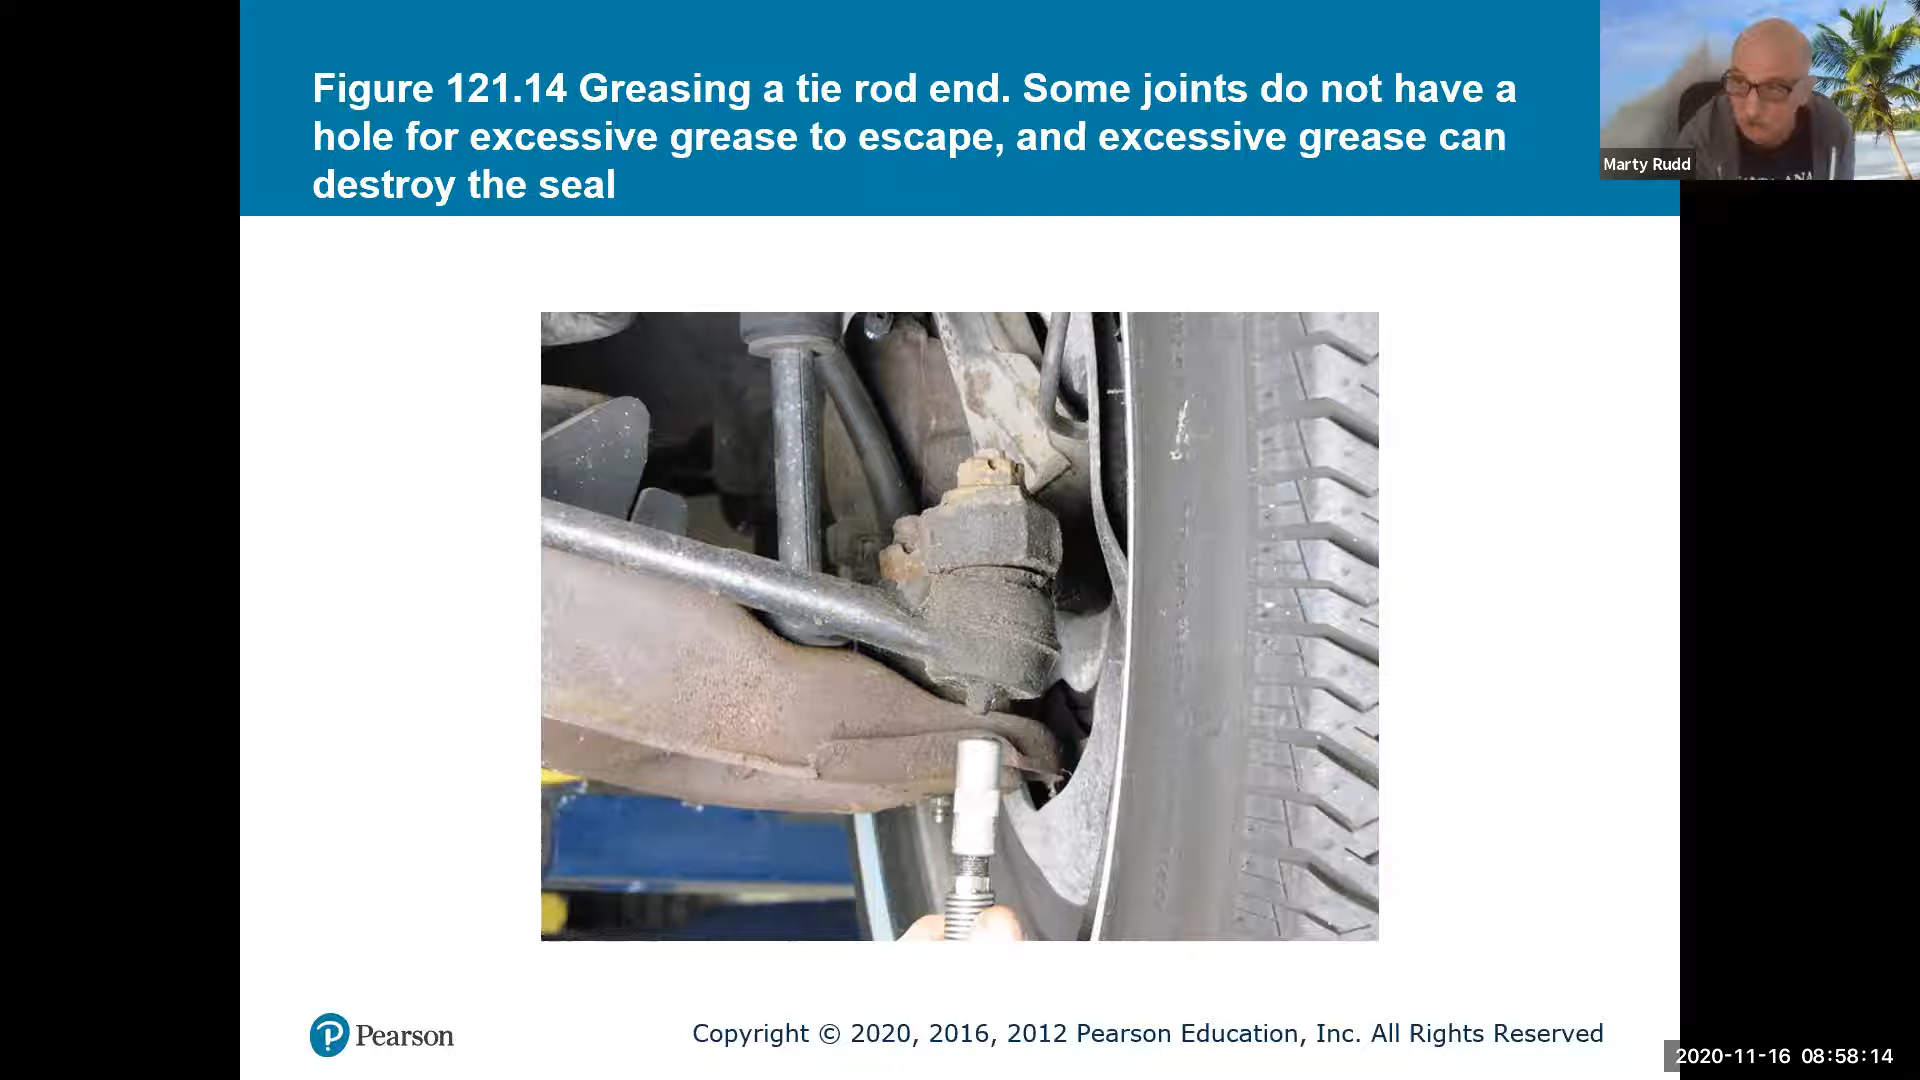 Figure 121.14 Greasing a tie rod end. Some joints do not have a
hole for excessive grease to escape, and excessive grease can
destroy the seal
Marty Rudd
Pearson
Copyright © 2020, 2016, 2012 Pearson Education, Inc. All Rights Reserved
2020-11-16 08:58:14